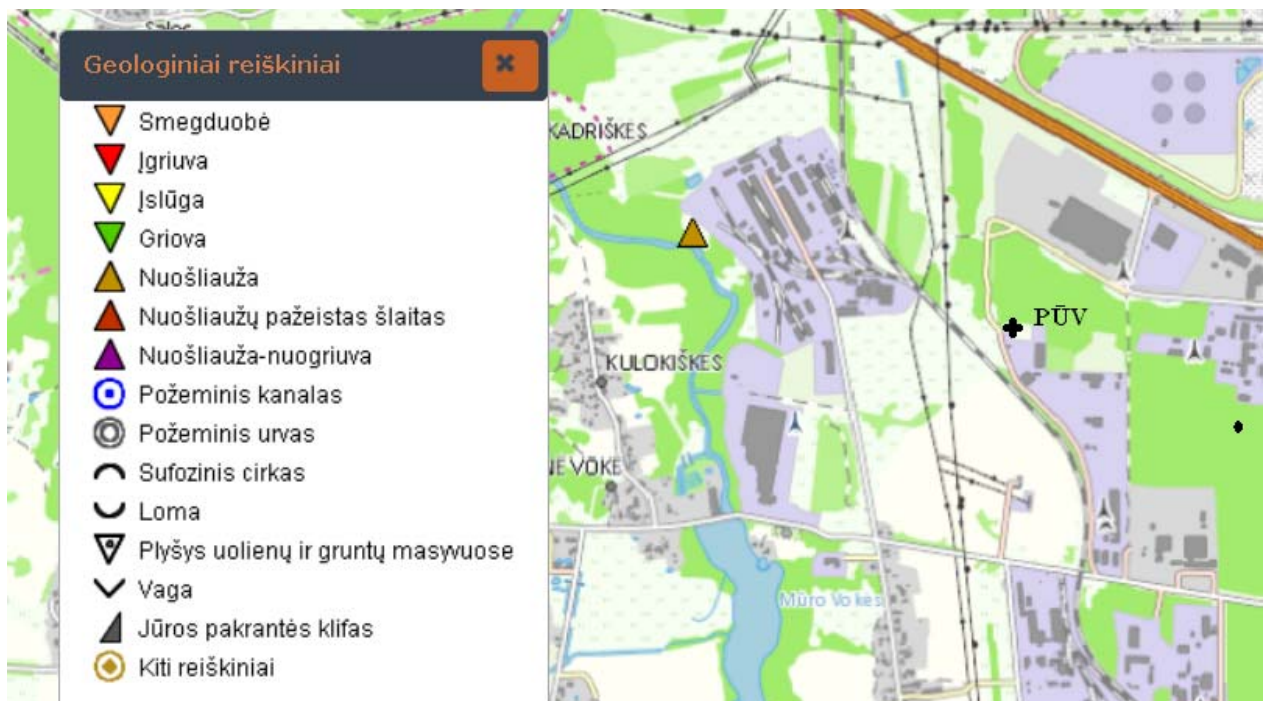 Geologiniai reiškiniai
Smegduobė
Įgriuva
Įslūga
Griova
Nuošliauža
Nuošliaužų pažeistas šlaitas
Nuošliauža-nuogriuva
Požeminis kanalas
Požeminis urvas
Sufozinis cirkas
Loma
Plyšys uolienų ir gruntų masyvuose
Vaga
Jūros pakrantės klifas
Kiti reiškiniai
KADRIŠKES
PŪV
KULOKIŠKES
NE VOKE
Mūro Vokės